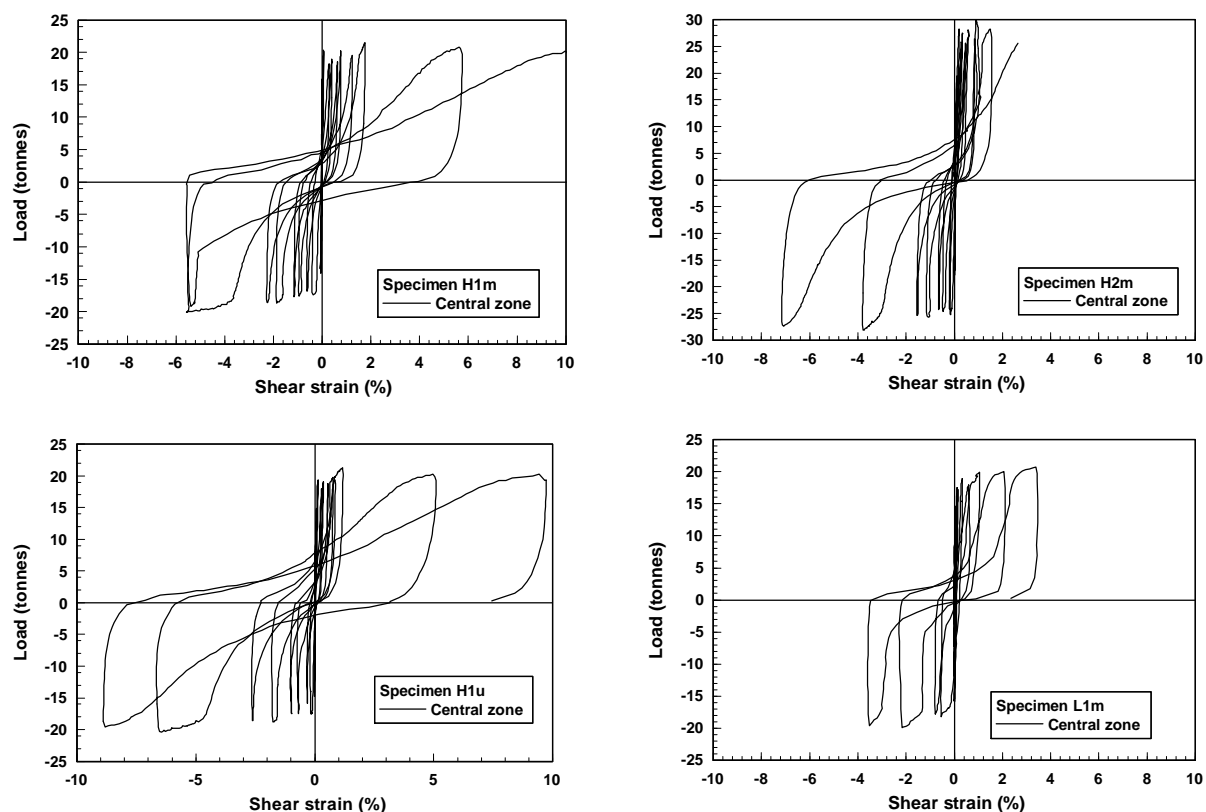 25
20
15
10
5
0
-5
-10
-15
-20
-25
Load (tonnes)
-10 -8 -6 -4 -2 0 2 4 6 8 10
Shear strain (%)
Specimen H1m
Central zone
30
25
20
15
10
5
0
-5
-10
-15
-20
-25
-30
Load (tonnes)
-10 -8 -6 -4 -2 0 2 4 6 8 10
Shear strain (%)
Specimen H2m
Central zone
25
20
15
10
5
0
-5
-10
-15
-20
-25
Load (tonnes)
-10 -5 0 5 10
Shear strain (%)
Specimen H1u
Central zone
25
20
15
10
5
0
-5
-10
-15
-20
-25
Load (tonnes)
-10 -8 -6 -4 -2 0 2 4 6 8 10
Shear strain (%)
Specimen L1m
Central zone